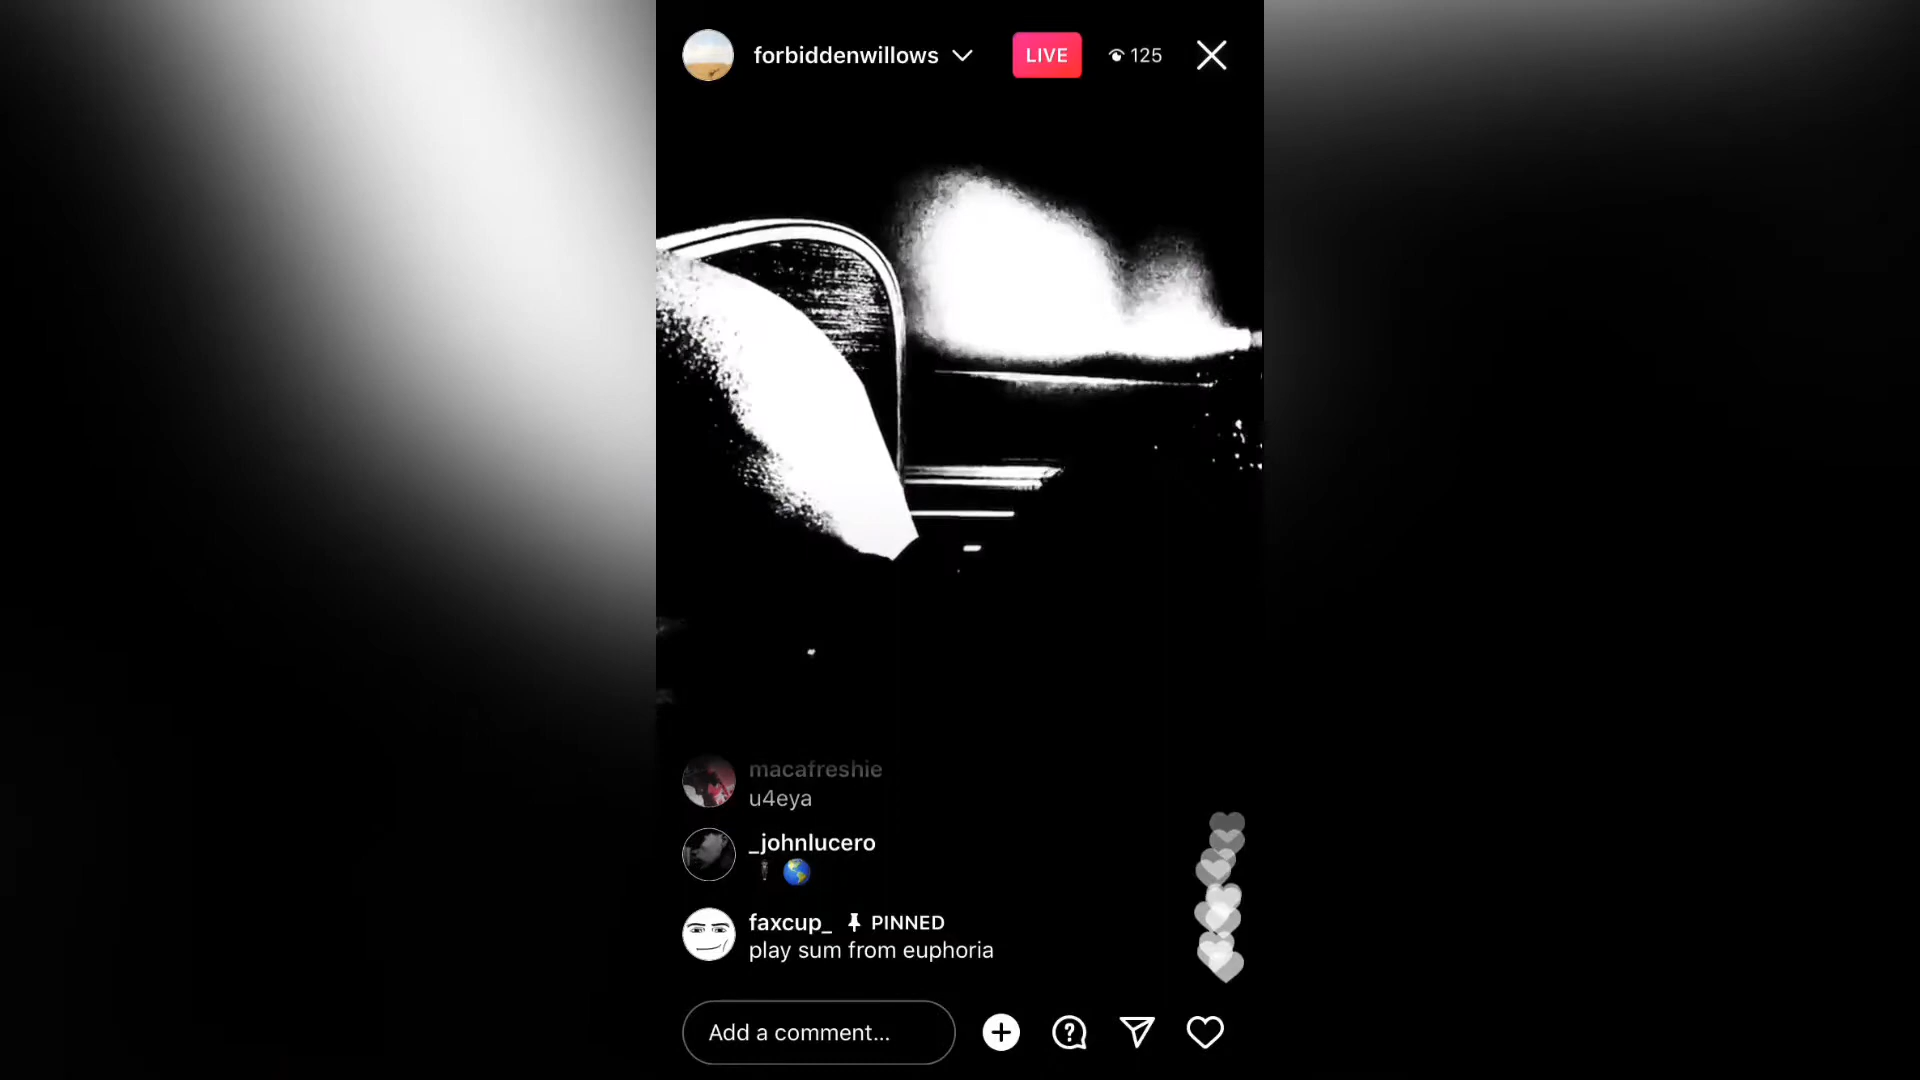 forbiddenwillows
LIVE
125
macafreshie
u4eya
_johnlucero
faxcup_ PINNED
play sum from euphoria
Add a comment...